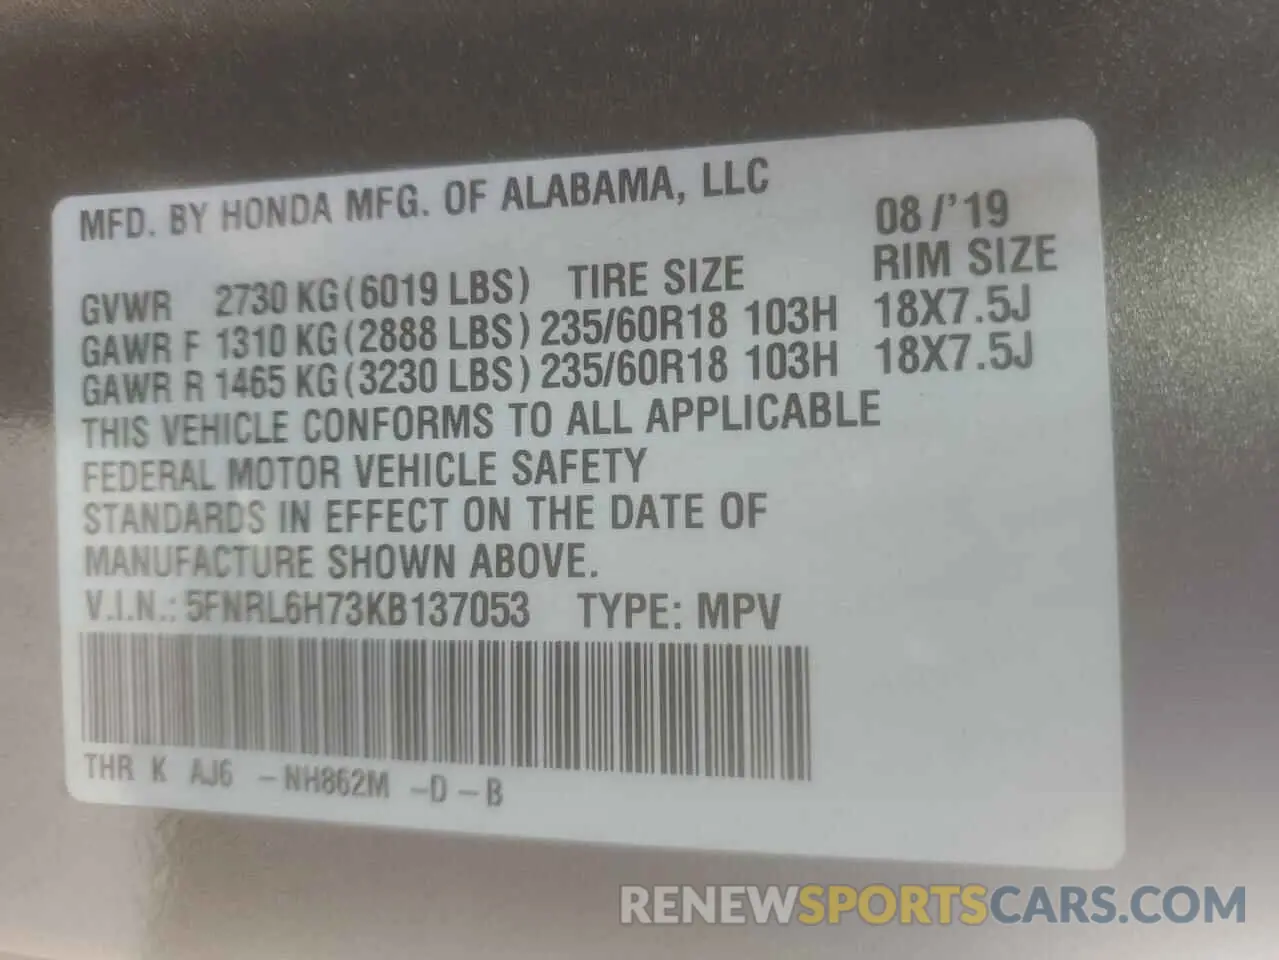 MFD. BY HONDA MFG. OF ALABAMA, LLC
08/'19
GVWR 2730 KG (6019 LBS) TIRE SIZE RIM SIZE
GAWR F 1310 KG (2888 LBS) 235/60R18 103H 18X7.5J
GAWR R 1465 KG (3230 LBS) 235/60R18 103H 18X7.5J
THIS VEHICLE CONFORMS TO ALL APPLICABLE
FEDERAL MOTOR VEHICLE SAFETY
STANDARDS IN EFFECT ON THE DATE OF
MANUFACTURE SHOWN ABOVE.
V.I.N.: 5FNRL6H73KB137053 TYPE: MPV
THR K AJ6 -NH862M -D-B
RENEWSPORTSCARS.COM